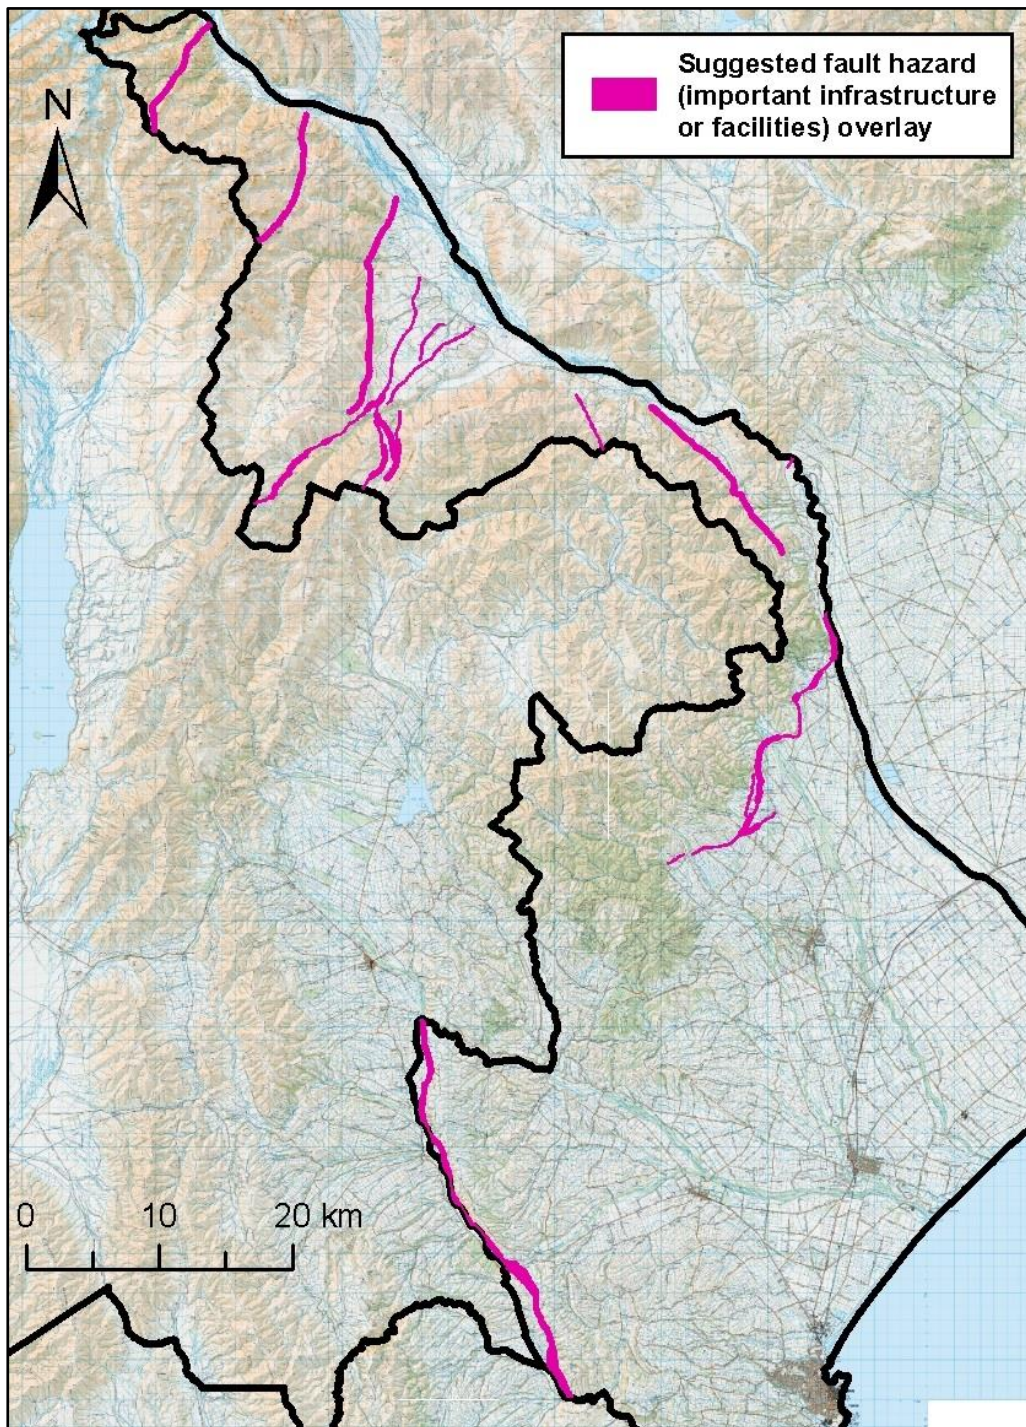 Suggested fault hazard
(important infrastructure
or facilities) overlay
N
0 10 20 km